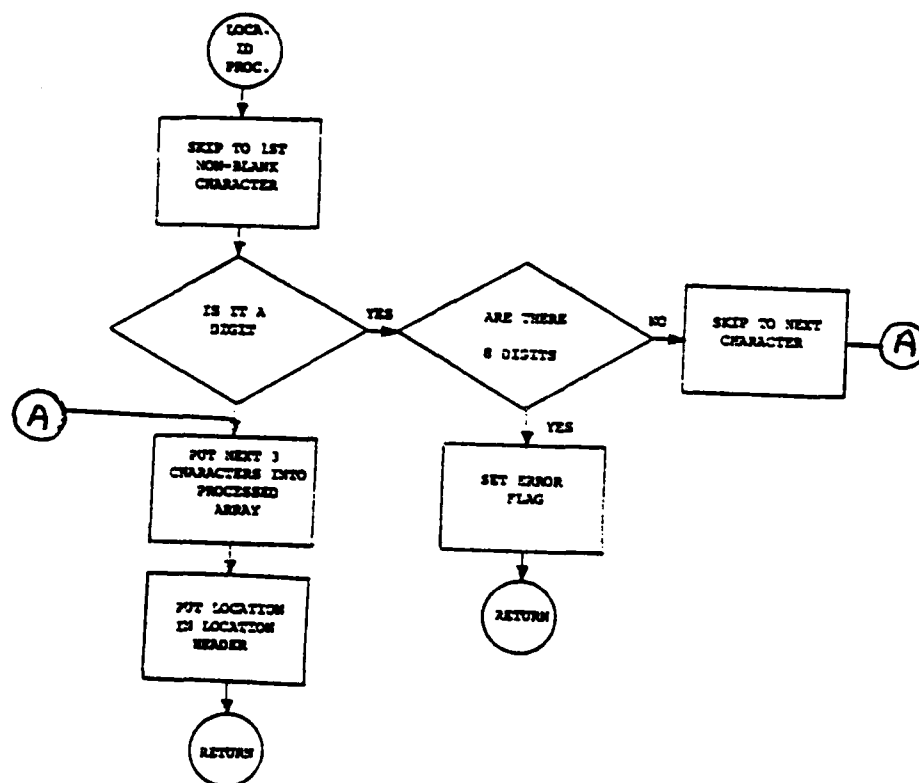 LOCA.
ID
PROC.
SKIP TO 1ST
NON-BLANK
CHARACTER
IS IT A
DIGIT
YES
ARE THERE
8 DIGITS
NO
SKIP TO NEXT
CHARACTER
A
A
PUT NEXT 3
CHARACTERS INTO
PROCESSED
ARRAY
YES
SET ERROR
FLAG
PUT LOCATION
IN LOCATION
HEADER
RETURN
RETURN